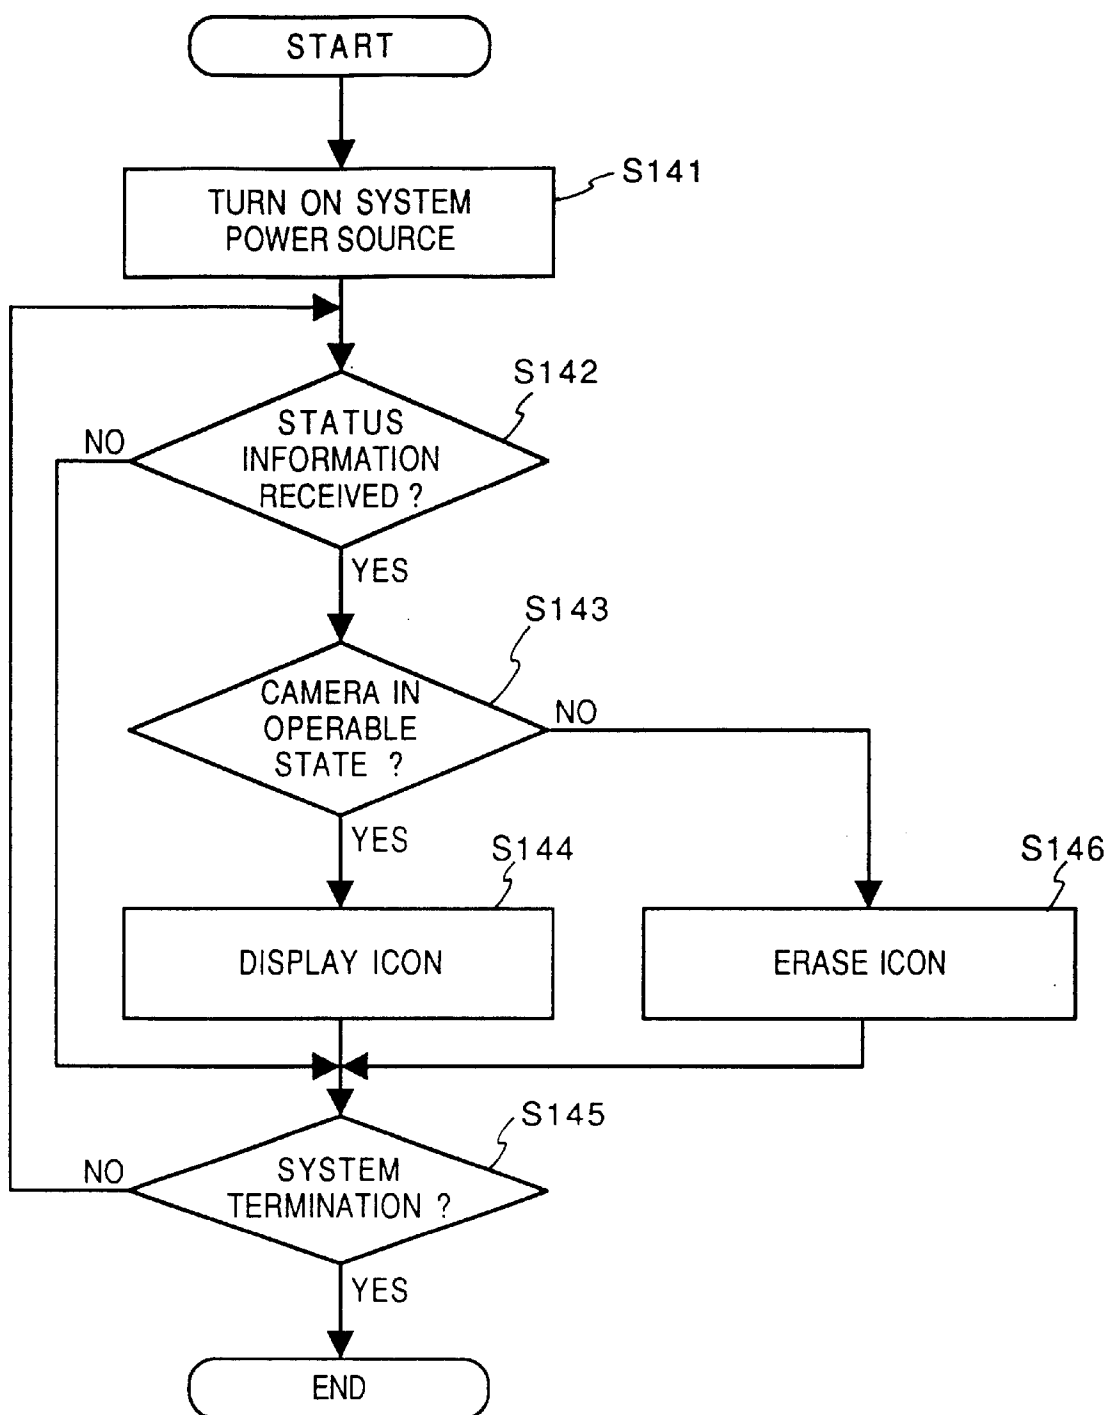 START
S141
TURN ON SYSTEM
POWER SOURCE
S142
STATUS
INFORMATION
RECEIVED ?
NO
YES
S143
CAMERA IN
OPERABLE
STATE ?
NO
YES
S144
DISPLAY ICON
S146
ERASE ICON
S145
SYSTEM
TERMINATION ?
NO
YES
END